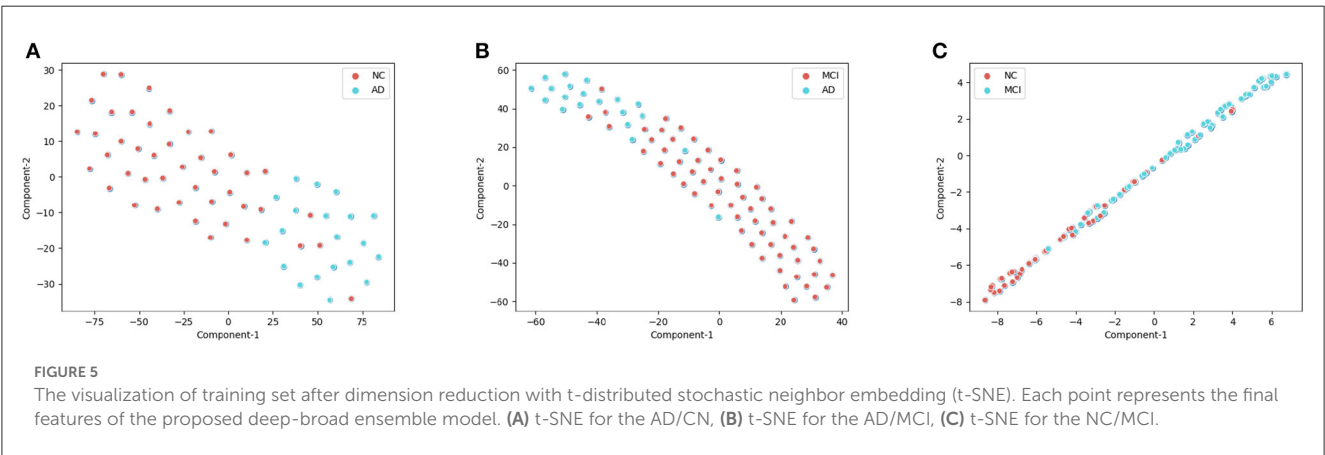 A
30
20
10
0
−10
−20
−30
−75
−50
−25
0
25
50
75
Component-2
Component-1
NC
AD
B
60
40
20
0
−20
−40
−60
−60
−40
−20
0
20
40
Component-2
Component-1
MCI
AD
C
4
2
0
−2
−4
−6
−8
−8
−6
−4
−2
0
2
4
6
Component-2
Component-1
NC
MCI
FIGURE 5
The visualization of training set after dimension reduction with t-distributed stochastic neighbor embedding (t-SNE). Each point represents the final
features of the proposed deep-broad ensemble model. (A) t-SNE for the AD/CN, (B) t-SNE for the AD/MCI, (C) t-SNE for the NC/MCI.